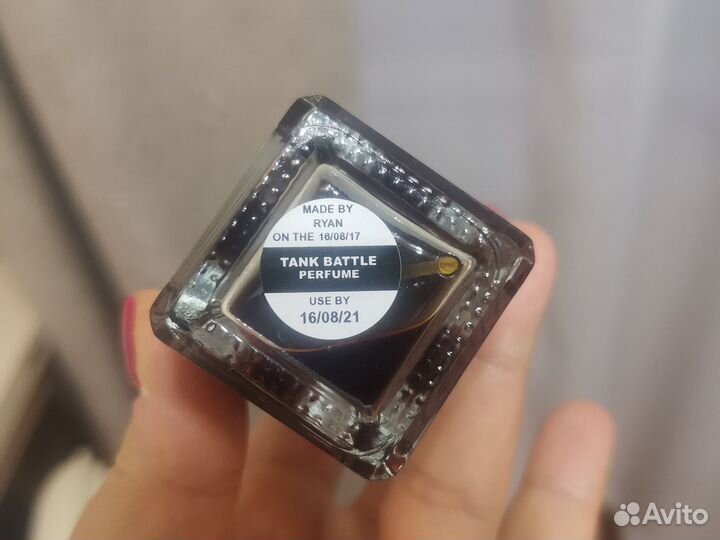 MADE BY
RYAN
ON THE 16/08/17
TANK BATTLE
PERFUME
USE BY
16/08/21
Avito